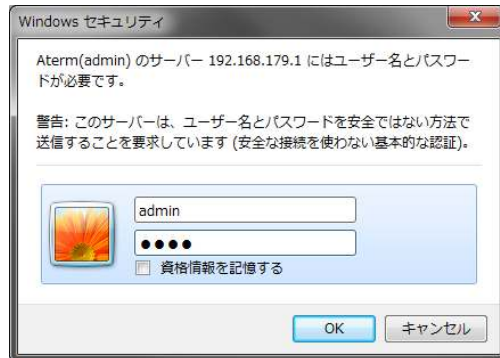 Windows セキュリティ
Aterm(admin) のサーバー 192.168.179.1 にはユーザー名とパスワー
ドが必要です。
警告: このサーバーは、ユーザー名とパスワードを安全ではない方法で
送信することを要求しています (安全な接続を使わない基本的な認証)。
admin
●●●●
資格情報を記憶する
OK
キャンセル